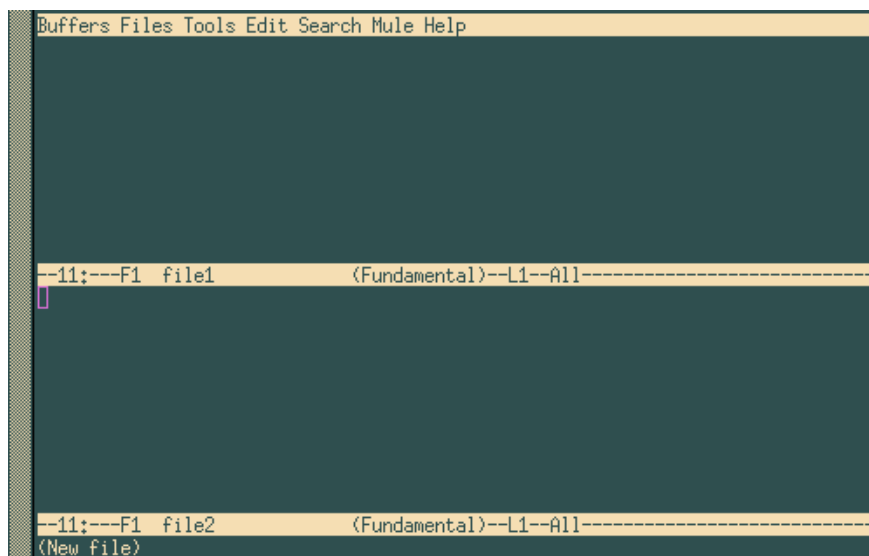 Buffers Files Tools Edit Search Mule Help
--11:---F1  file1             (Fundamental)--L1--All----------------------------
--11:---F1  file2             (Fundamental)--L1--All----------------------------
(New file)